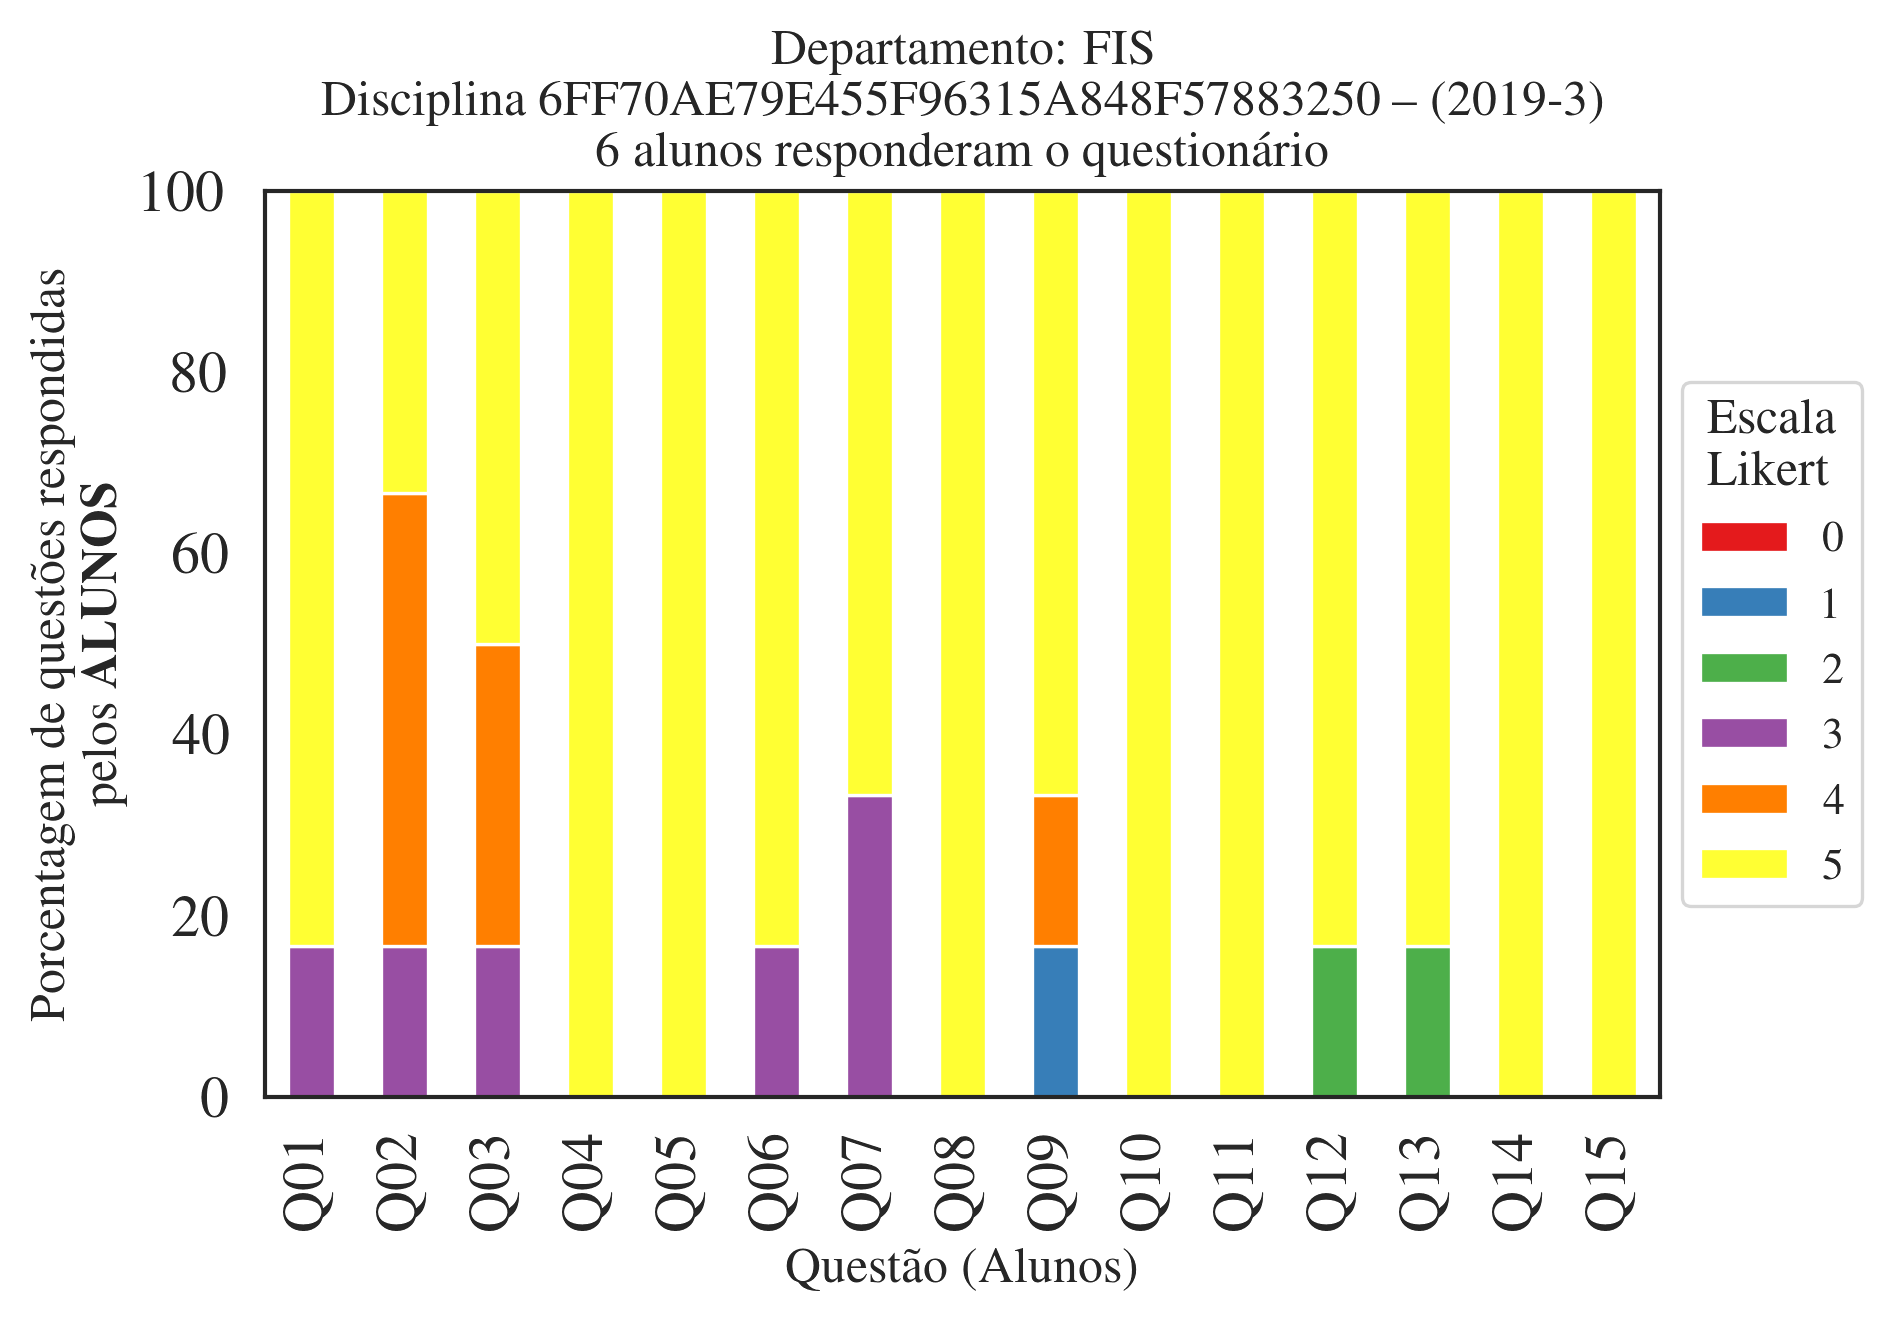 Departamento: FIS
Disciplina 6FF70AE79E455F96315A848F57883250 – (2019-3)
6 alunos responderam o questionário
Porcentagem de questões respondidas
pelos ALUNOS
100
80
60
40
20
0
Q01
Q02
Q03
Q04
Q05
Q06
Q07
Q08
Q09
Q10
Q11
Q12
Q13
Q14
Q15
Questão (Alunos)
Escala
Likert
0
1
2
3
4
5